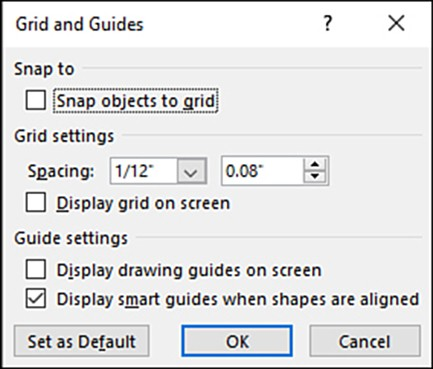 Grid and Guides ?
Snap to
Snap objects to grid
Grid settings
Spacing: 1/12" 0.08"
Display grid on screen
Guide settings
Display drawing guides on screen
Display smart guides when shapes are aligned
Set as Default OK Cancel